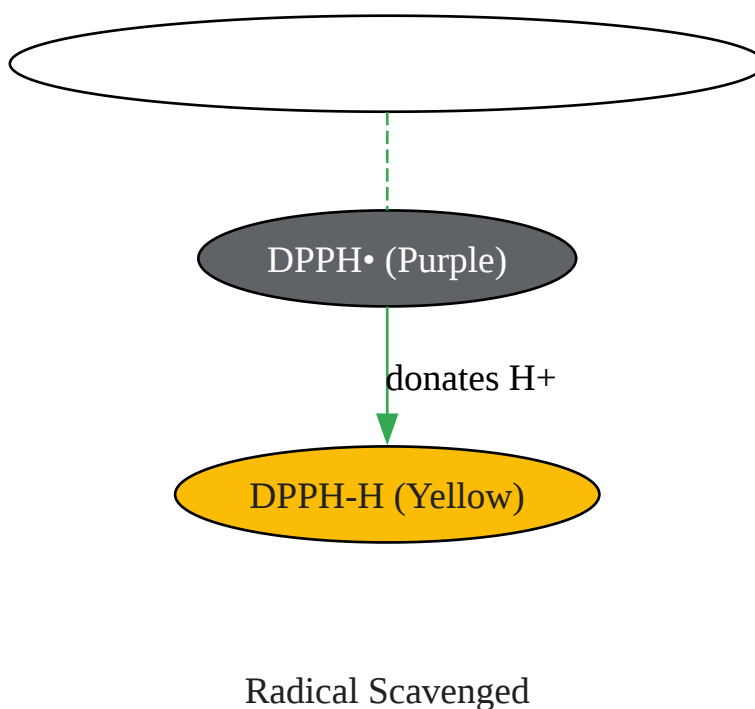 DPPH• (Purple)
donates H+
DPPH-H (Yellow)
Radical Scavenged